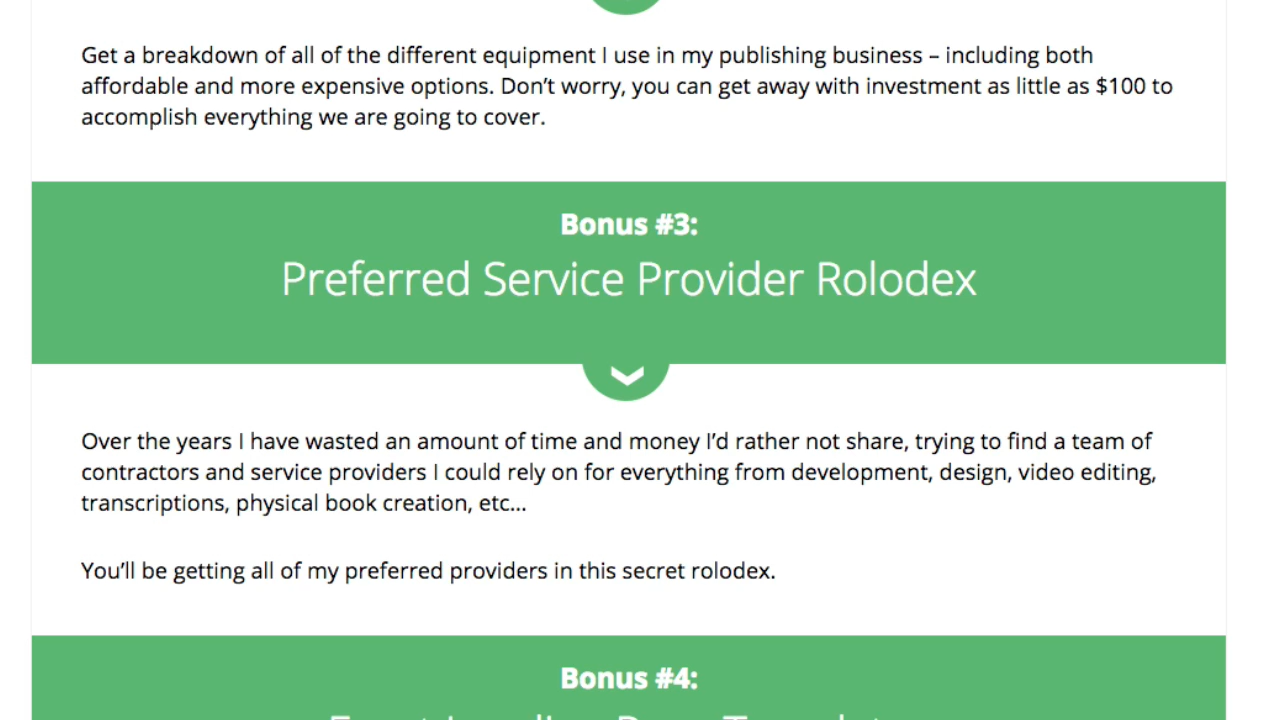 Get a breakdown of all of the different equipment I use in my publishing business – including both
affordable and more expensive options. Don’t worry, you can get away with investment as little as $100 to
accomplish everything we are going to cover.
Bonus #3:
Preferred Service Provider Rolodex
Over the years I have wasted an amount of time and money I’d rather not share, trying to find a team of
contractors and service providers I could rely on for everything from development, design, video editing,
transcriptions, physical book creation, etc...
You’ll be getting all of my preferred providers in this secret rolodex.
Bonus #4: